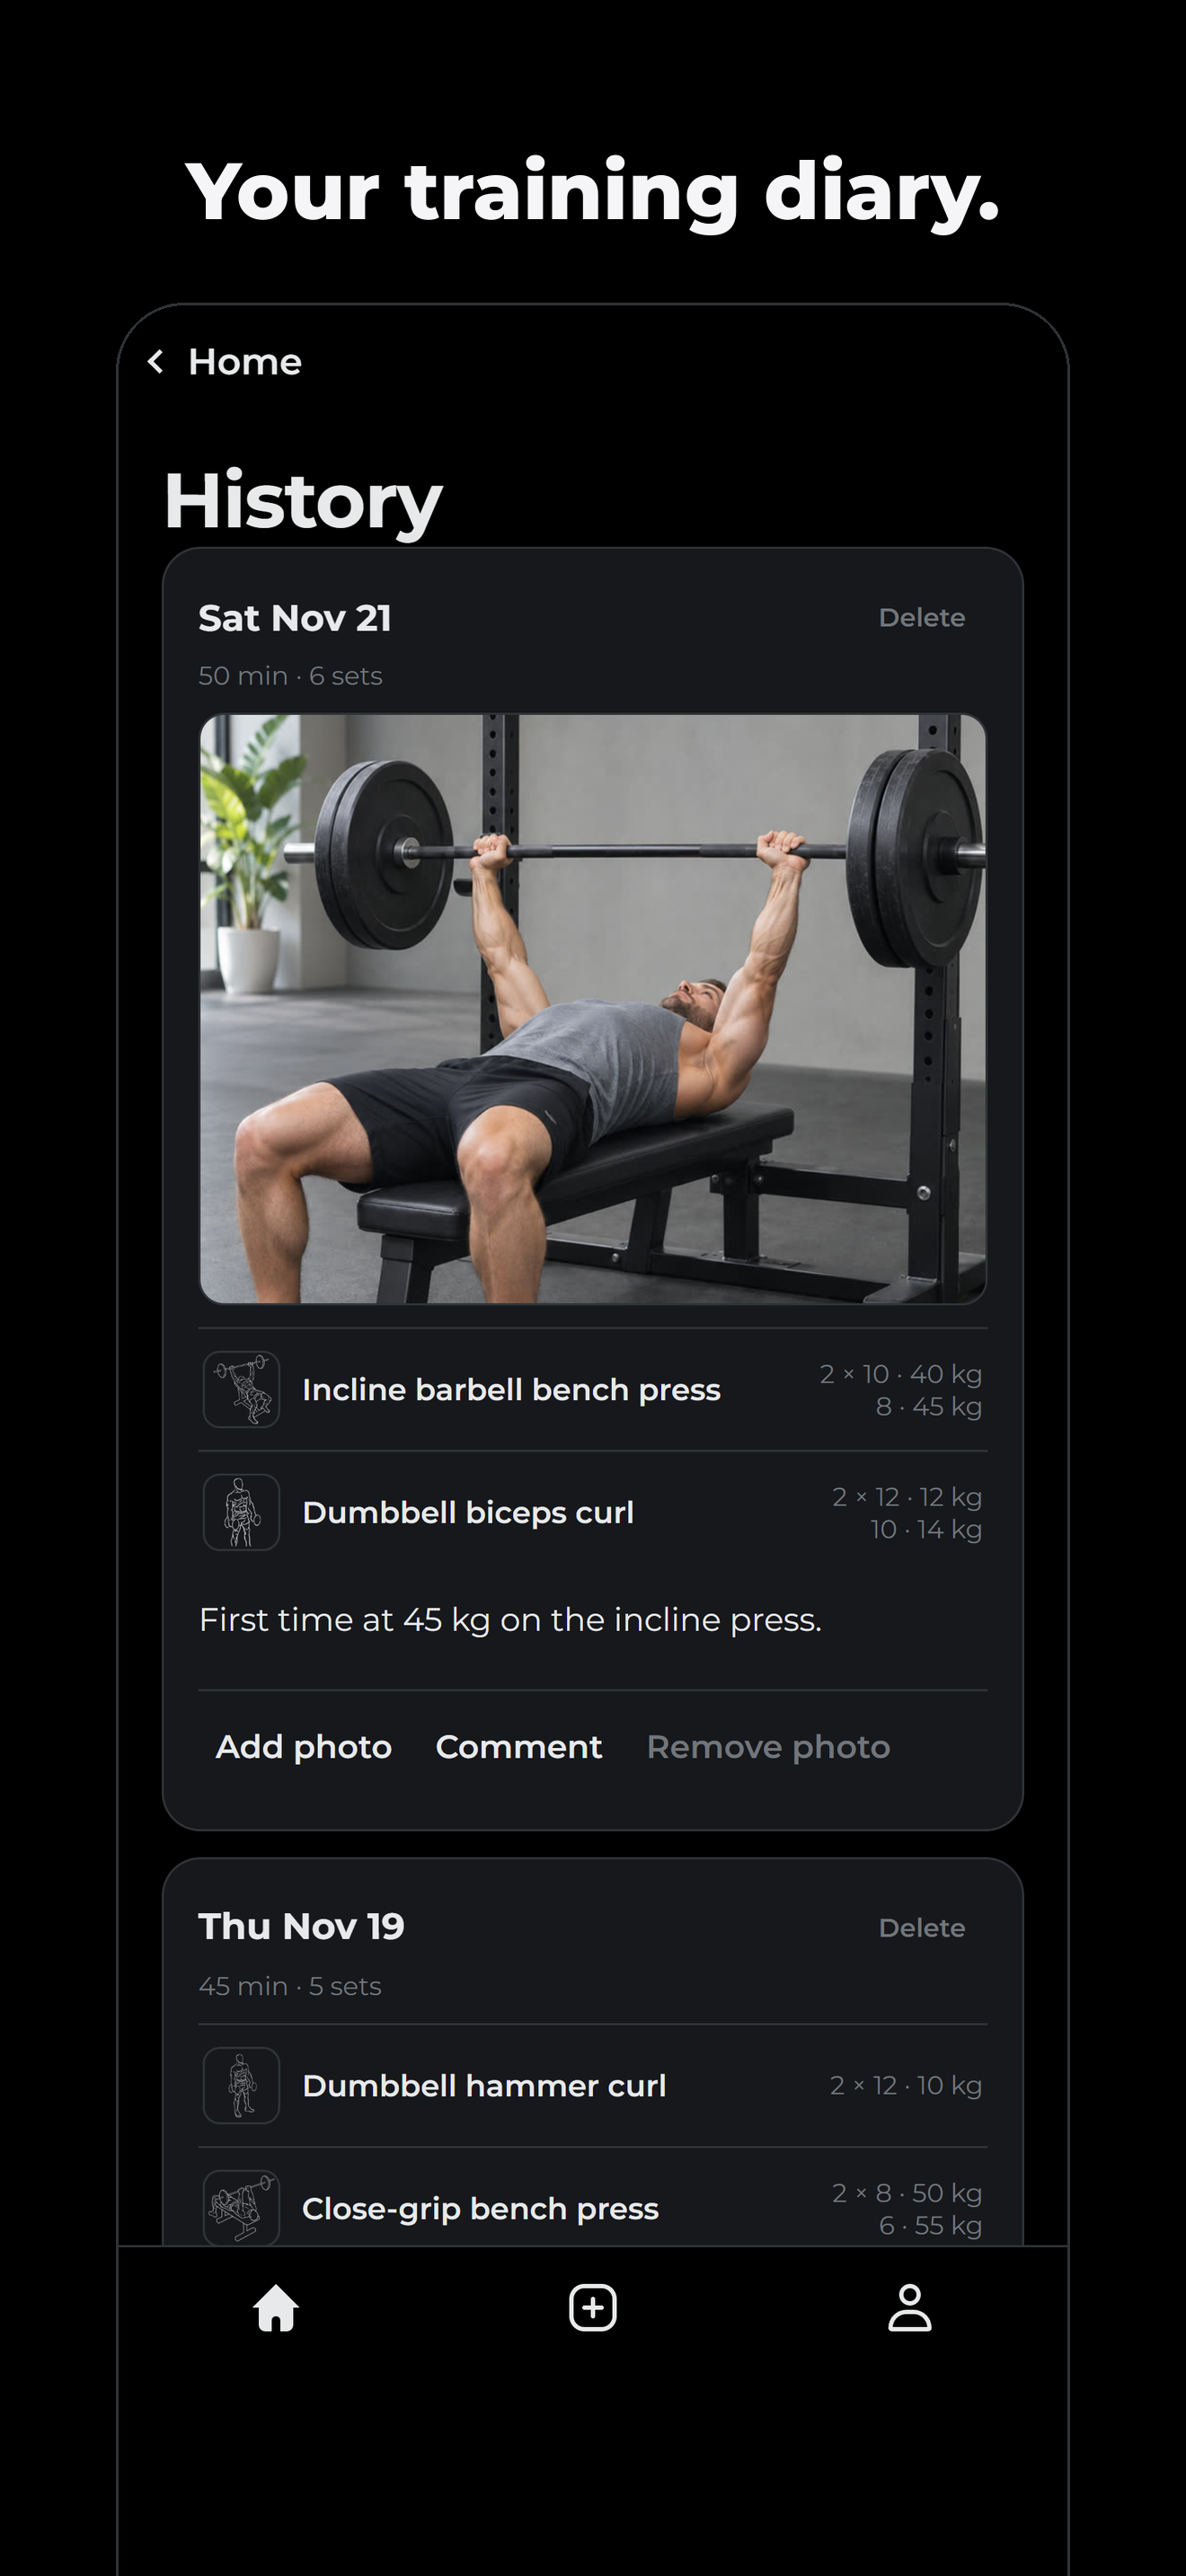 Your training diary.
Home
History
Sat Nov 21
Delete
50 min · 6 sets
Incline barbell bench press
2 × 10 · 40 kg
8 · 45 kg
Dumbbell biceps curl
2 × 12 · 12 kg
10 · 14 kg
First time at 45 kg on the incline press.
Add photo
Comment
Remove photo
Thu Nov 19
Delete
45 min · 5 sets
Dumbbell hammer curl
2 × 12 · 10 kg
Close-grip bench press
2 × 8 · 50 kg
6 · 55 kg